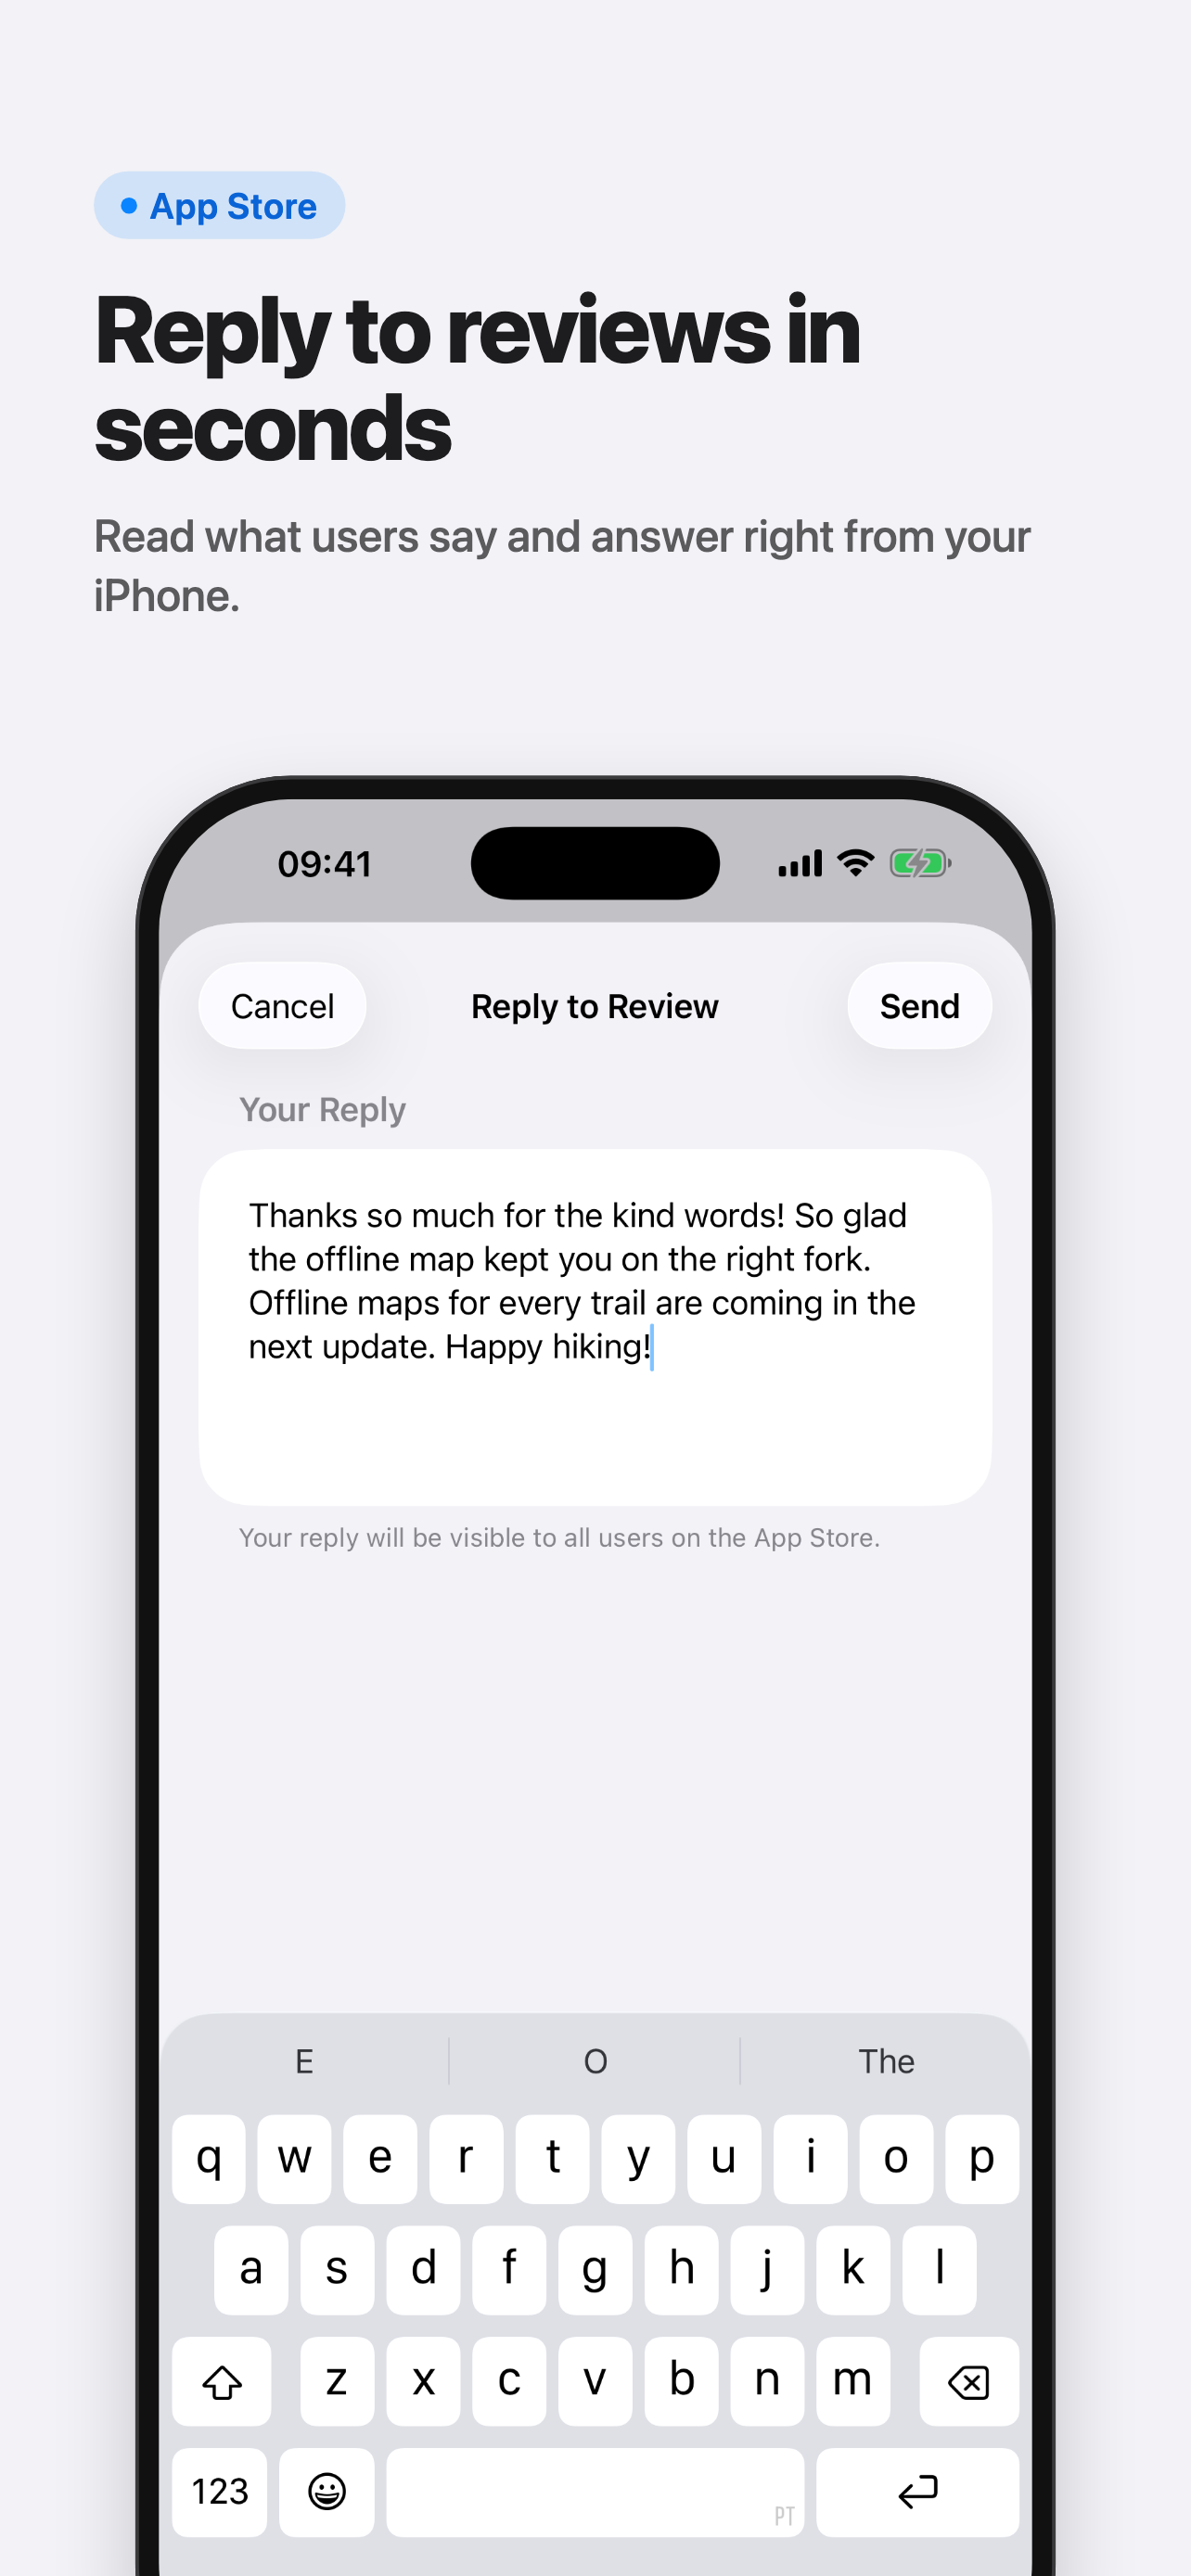 App Store
Reply to reviews in
seconds
Read what users say and answer right from your
iPhone.
09:41
Cancel
Reply to Review
Send
Your Reply
Thanks so much for the kind words! So glad
the offline map kept you on the right fork.
Offline maps for every trail are coming in the
next update. Happy hiking!
Your reply will be visible to all users on the App Store.
E
O
The
q w e r t y u i o p
a s d f g h j k l
z x c v b n m
123
PT